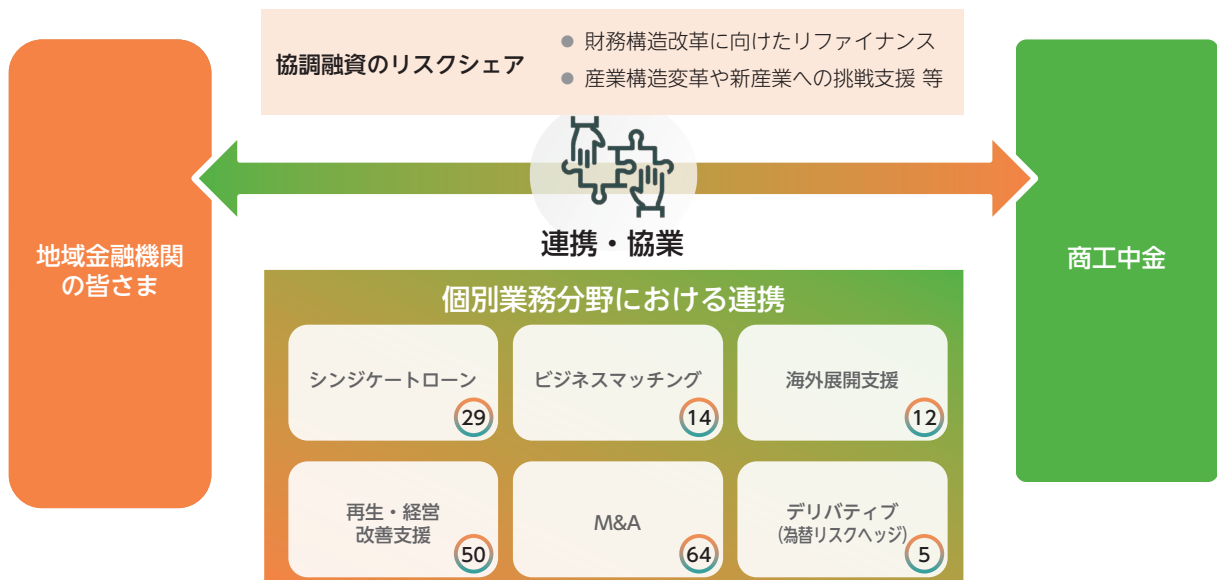 協調融資のリスクシェア
● 財務構造改革に向けたリファイナンス
● 産業構造変革や新産業への挑戦支援 等
地域金融機関
の皆さま
連携・協業
商工中金
個別業務分野における連携
シンジケートローン
29
ビジネスマッチング
14
海外展開支援
12
再生・経営
改善支援
50
M&A
64
デリバティブ
(為替リスクヘッジ)
5